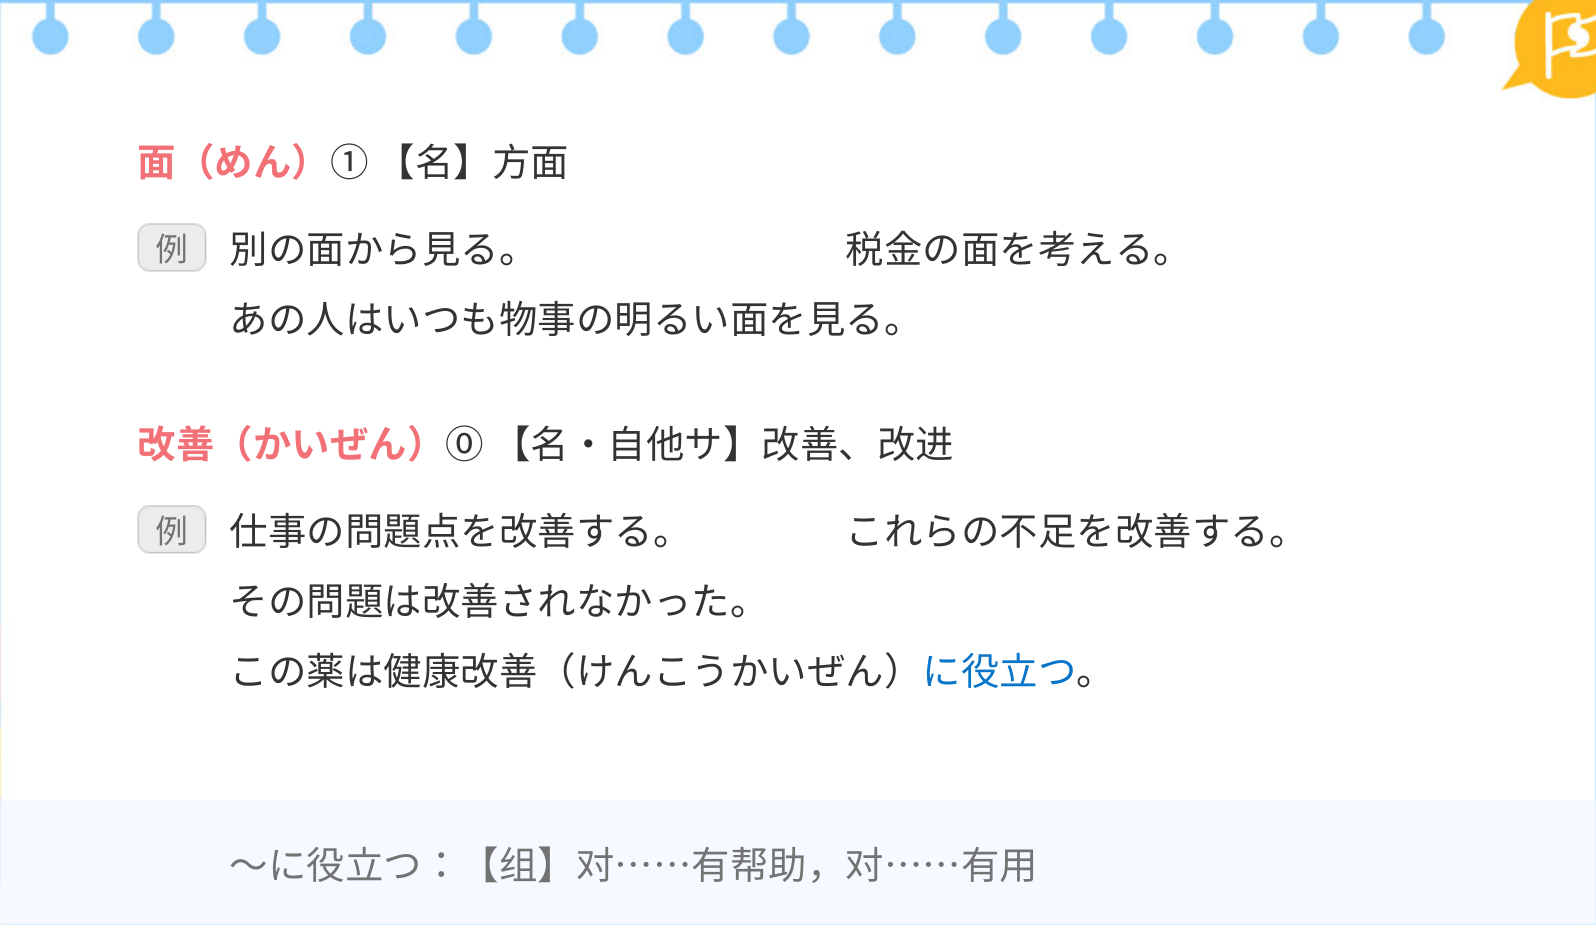 面（めん）① 【名】方面
例 別の面から見る。 税金の面を考える。
あの人はいつも物事の明るい面を見る。
改善（かいぜん）⓪ 【名・自他サ】改善、改进
例 仕事の問題点を改善する。 これらの不足を改善する。
その問題は改善されなかった。
この薬は健康改善（けんこうかいぜん）に役立つ。
～に役立つ：【组】对……有帮助，对……有用